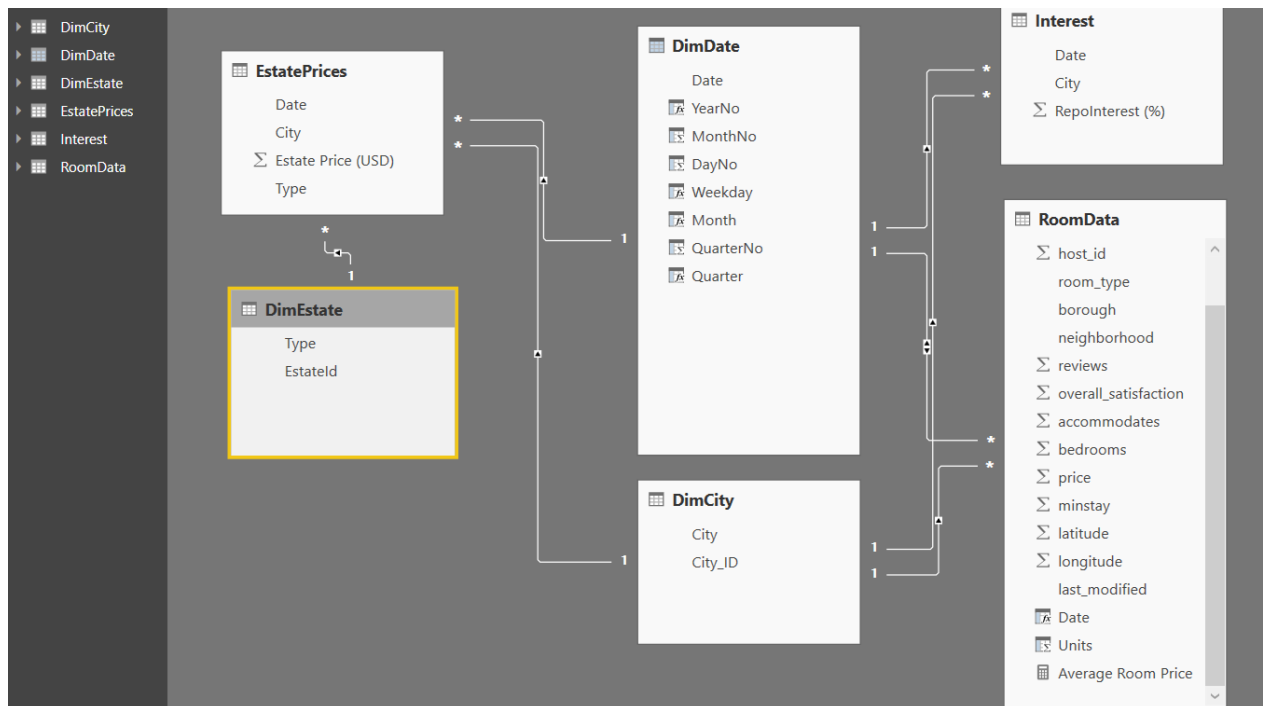 DimCity
DimDate
DimEstate
EstatePrices
Interest
RoomData
EstatePrices
Date
City
Σ Estate Price (USD)
Type
*
*
*
1
DimEstate
Type
EstateId
DimDate
Date
YearNo
MonthNo
DayNo
Weekday
Month
QuarterNo
Quarter
1
1
1
DimCity
City
City_ID
1
1
1
Interest
Date
City
Σ RepoInterest (%)
*
*
RoomData
Σ host_id
room_type
borough
neighborhood
Σ reviews
Σ overall_satisfaction
Σ accommodates
Σ bedrooms
Σ price
Σ minstay
Σ latitude
Σ longitude
last_modified
Date
Units
Average Room Price
*
*